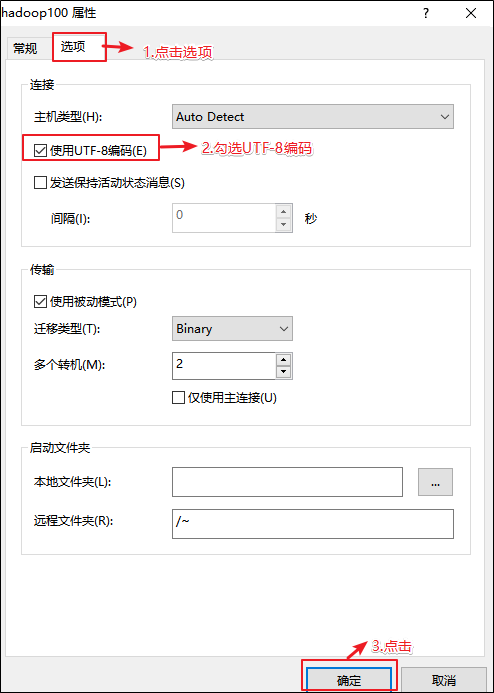 hadoop100 属性
?
常规
选项
1.点击选项
连接
主机类型(H):
Auto Detect
使用UTF-8编码(E)
2.勾选UTF-8编码
发送保持活动状态消息(S)
间隔(I):
0
秒
传输
使用被动模式(P)
迁移类型(T):
Binary
多个转机(M):
2
仅使用主连接(U)
启动文件夹
本地文件夹(L):
...
远程文件夹(R):
/~
3.点击
确定
取消